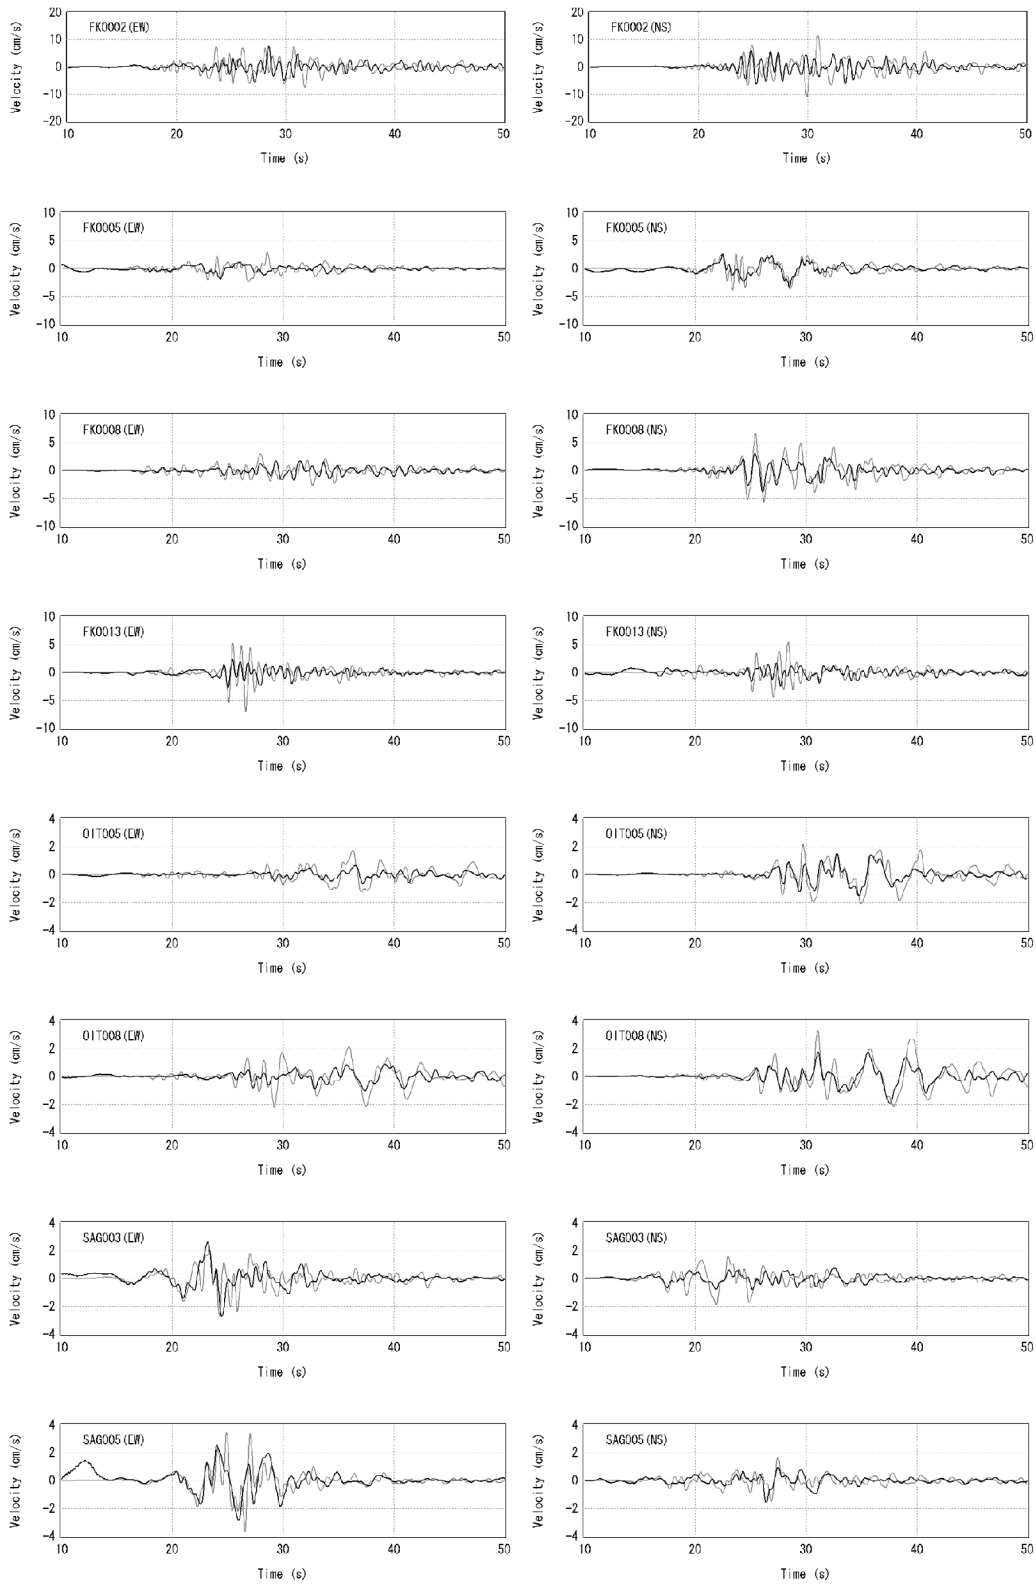 FKO002(EW)
Velocity (cm/s)
20
10
0
-10
-20
10 20 30 40 50
Time (s)
FKO002(NS)
Velocity (cm/s)
20
10
0
-10
-20
10 20 30 40 50
Time (s)
FKO005(EW)
Velocity (cm/s)
10
5
0
-5
-10
10 20 30 40 50
Time (s)
FKO005(NS)
Velocity (cm/s)
10
5
0
-5
-10
10 20 30 40 50
Time (s)
FKO008(EW)
Velocity (cm/s)
10
5
0
-5
-10
10 20 30 40 50
Time (s)
FKO008(NS)
Velocity (cm/s)
10
5
0
-5
-10
10 20 30 40 50
Time (s)
FKO013(EW)
Velocity (cm/s)
10
5
0
-5
-10
10 20 30 40 50
Time (s)
FKO013(NS)
Velocity (cm/s)
10
5
0
-5
-10
10 20 30 40 50
Time (s)
OIT005(EW)
Velocity (cm/s)
4
2
0
-2
-4
10 20 30 40 50
Time (s)
OIT005(NS)
Velocity (cm/s)
4
2
0
-2
-4
10 20 30 40 50
Time (s)
OIT008(EW)
Velocity (cm/s)
4
2
0
-2
-4
10 20 30 40 50
Time (s)
OIT008(NS)
Velocity (cm/s)
4
2
0
-2
-4
10 20 30 40 50
Time (s)
SAG003(EW)
Velocity (cm/s)
4
2
0
-2
-4
10 20 30 40 50
Time (s)
SAG003(NS)
Velocity (cm/s)
4
2
0
-2
-4
10 20 30 40 50
Time (s)
SAG005(EW)
Velocity (cm/s)
4
2
0
-2
-4
10 20 30 40 50
Time (s)
SAG005(NS)
Velocity (cm/s)
4
2
0
-2
-4
10 20 30 40 50
Time (s)